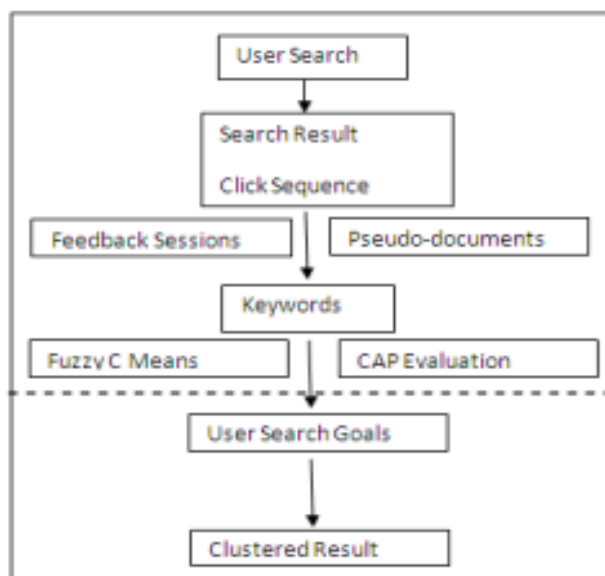 User Search
Search Result
Click Sequence
Feedback Sessions
Pseudo-documents
Keywords
Fuzzy C Means
CAP Evaluation
User Search Goals
Clustered Result